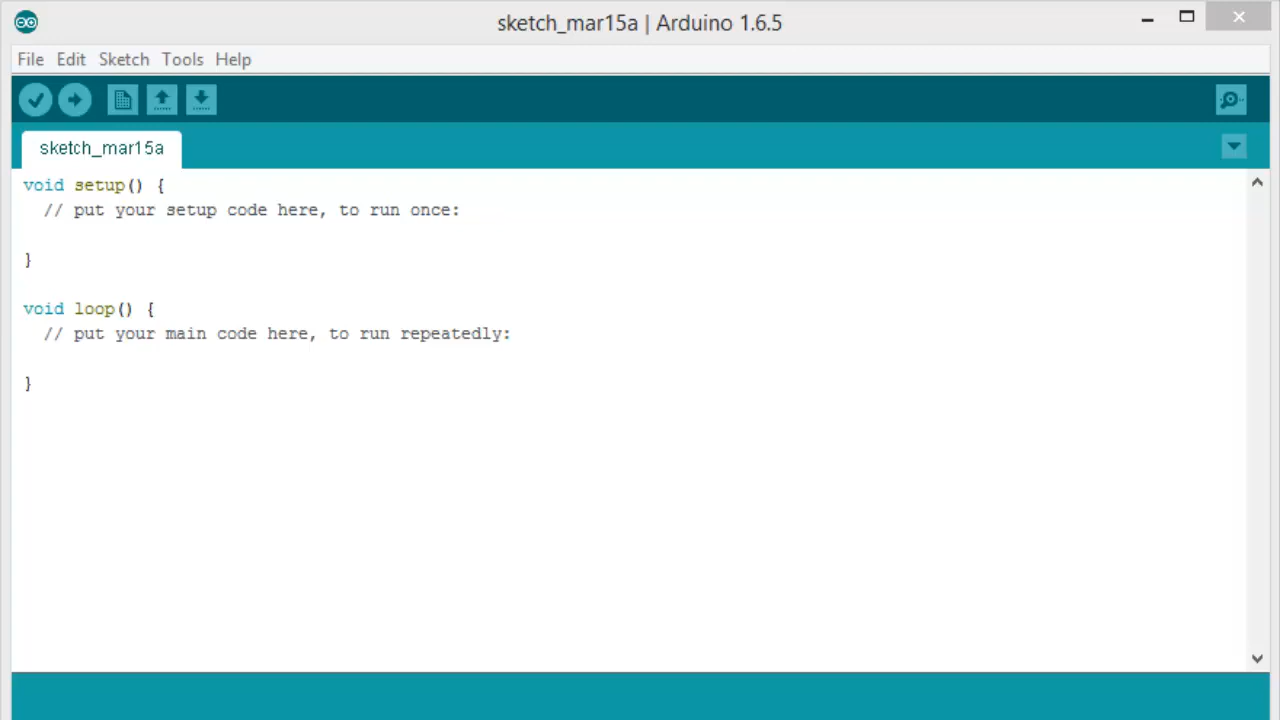 sketch_mar15a | Arduino 1.6.5
File Edit Sketch Tools Help
sketch_mar15a
void setup() {
  // put your setup code here, to run once:
}
void loop() {
  // put your main code here, to run repeatedly:
}